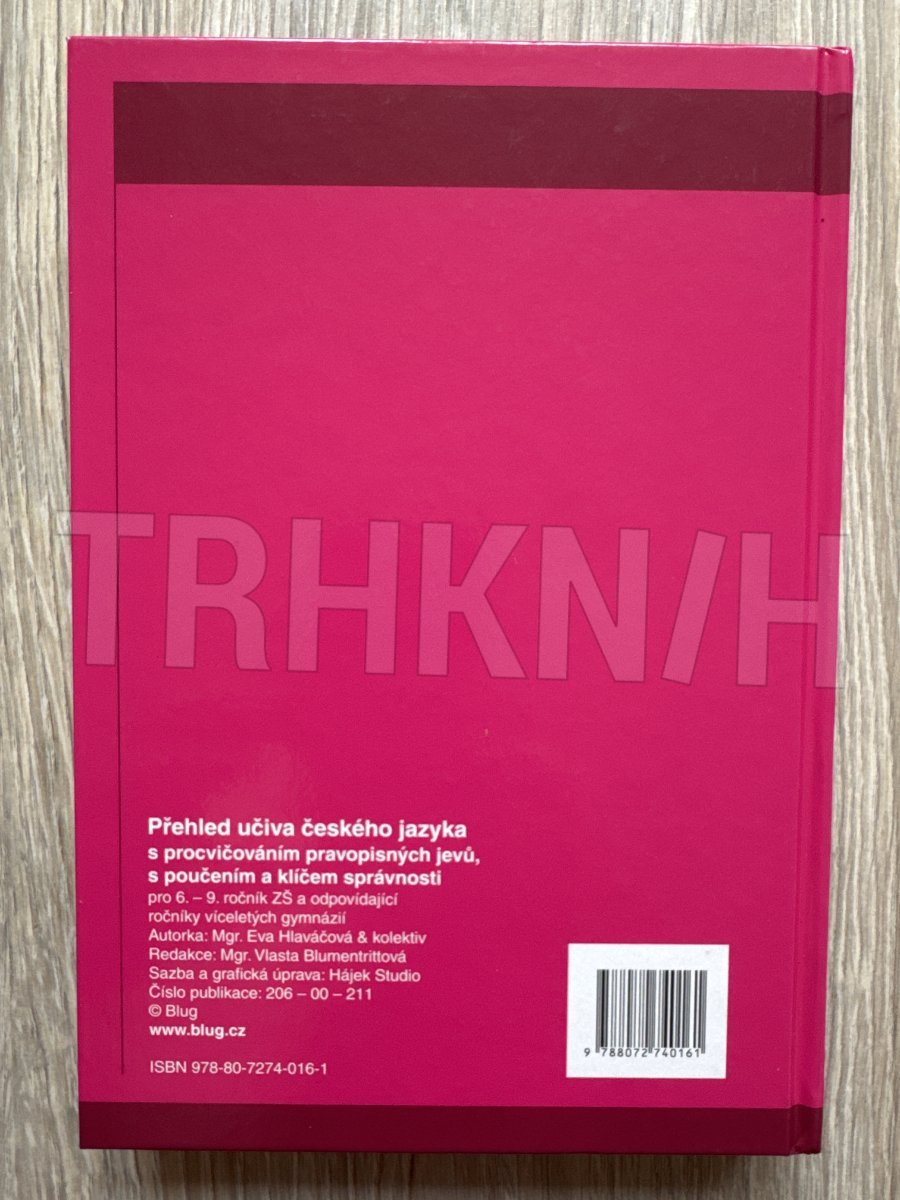 TRHKN/H
Přehled učiva českého jazyka
s procvičováním pravopisných jevů,
s poučením a klíčem správnosti
pro 6. – 9. ročník ZŠ a odpovídající
ročníky víceletých gymnázií
Autorka: Mgr. Eva Hlaváčová & kolektiv
Redakce: Mgr. Vlasta Blumentrittová
Sazba a grafická úprava: Hájek Studio
Číslo publikace: 206 – 00 – 211
© Blug
www.blug.cz
ISBN 978-80-7274-016-1
9 788072 740161